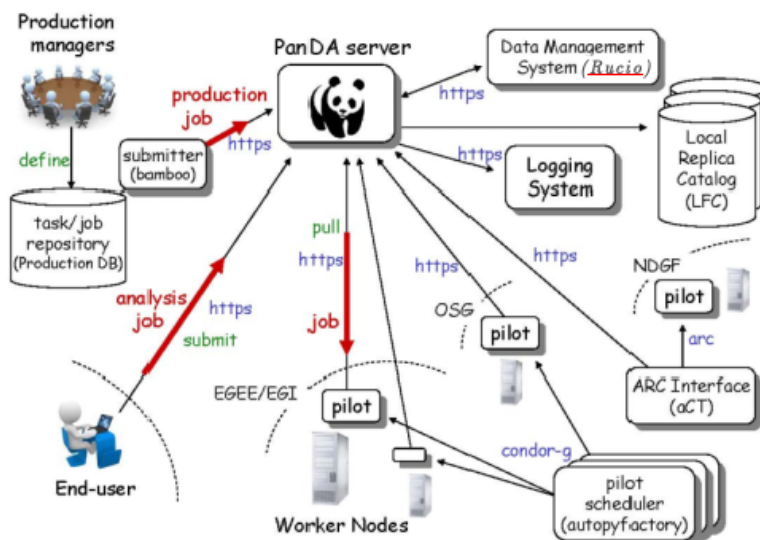 Production
managers
PanDA server
Data Management
System (Rucio)
https
production
job
https
define
submitter
(bamboo)
https
Logging
System
Local
Replica
Catalog
(LFC)
task/job
repository
(Production DB)
pull
https
analysis
job
https
submit
job
https
https
OSG
pilot
NDGF
pilot
arc
EGEE/EGI
pilot
ARC Interface
(aCT)
condor-g
pilot
scheduler
(autopyfactory)
End-user
Worker Nodes